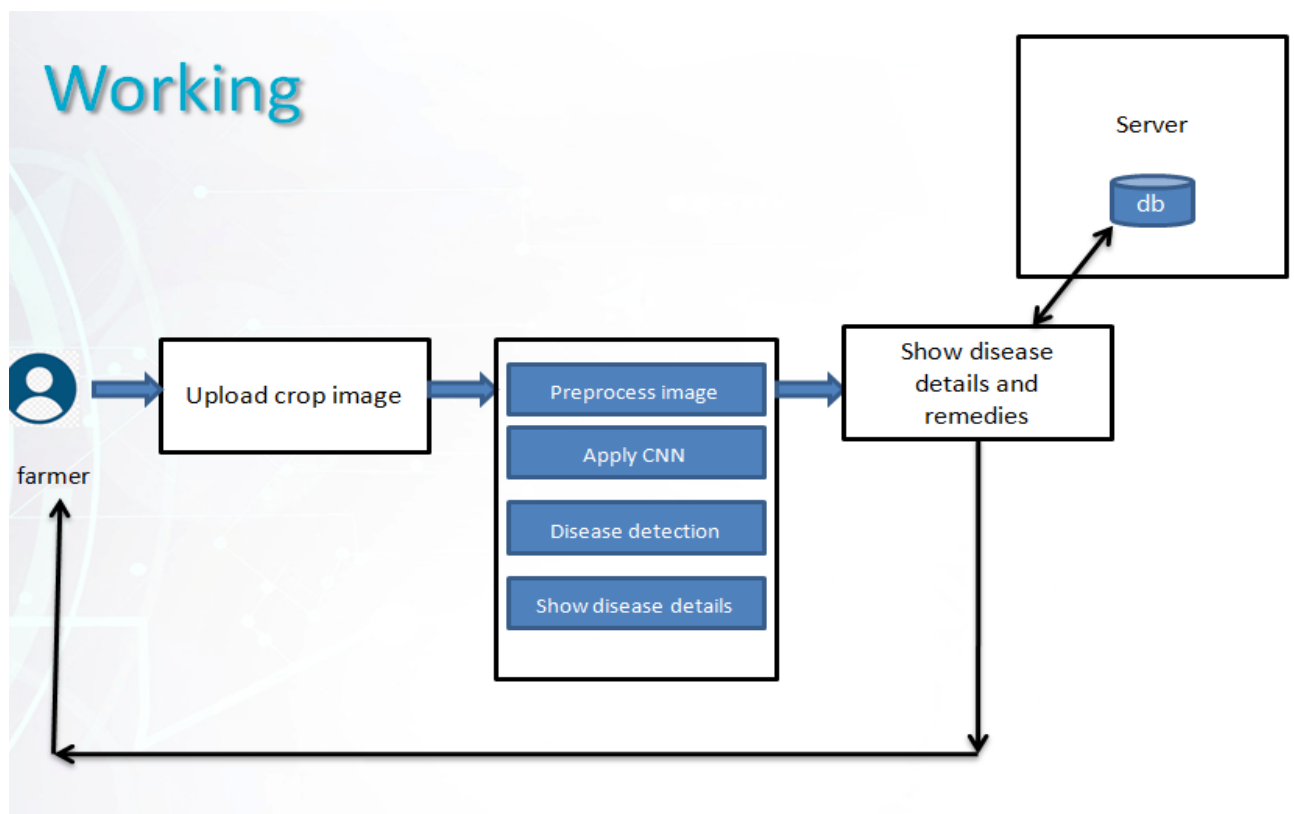 Working
Server
db
farmer
Upload crop image
Preprocess image
Apply CNN
Disease detection
Show disease details
Show disease
details and
remedies